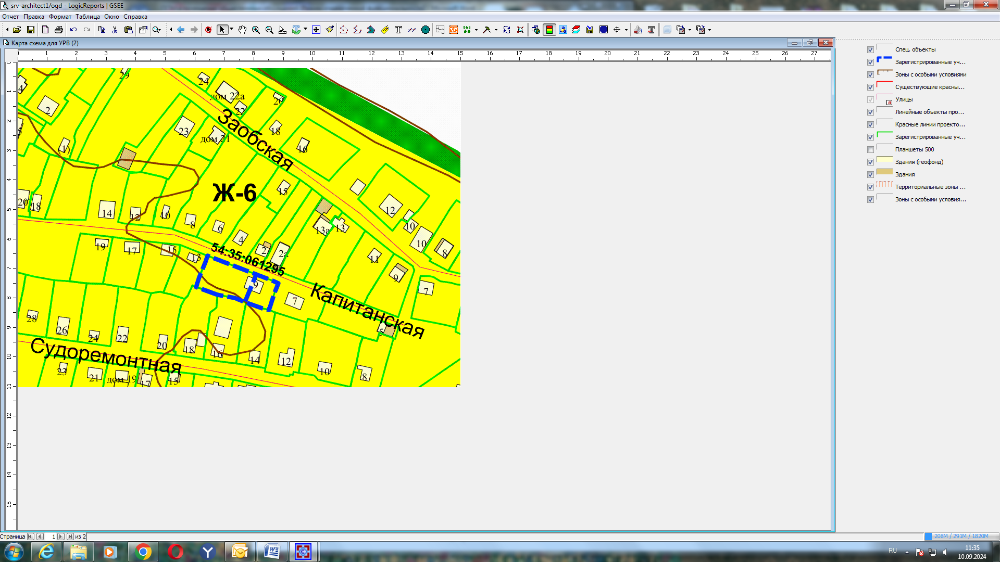 srv-architect1/ogd - LogicReports | GSEE
Отчет Правка Формат Таблица Окно Справка
Карта схема для УРВ (2)
0 1 2 3 4 5 6 7 8 9 10 11 12 13 14 15 16 17 18 19 20 21 22 23 24 25 26 27
Спец. объекты
Зарегистрированные уч...
Зоны с особыми условиями
Существующие красны...
Улицы
Линейные объекты про...
Красные линии проекто...
Зарегистрированные уч...
Планшеты 500
Здания (геофонд)
Здания
Территориальные зоны ...
Зоны с особыми условия...
0 1 2 3 4 5 6 7 8 9 10 11 12 13 14 15
29 24
4 дом 22а 20
2 22
Заобская
5 23 18
дом 21
1) 16
Ж-6
15
20 18 14 12 10 8 6 4 12 10
13а 13 10 8
19 17 15 13 2 2а 11
54:35:061295
9 9 7 7
Капитанская
28 26 24 22 20 18 16 14 12 10 8 5
Судоремонтная
23 21 дом 19 17 15
Страница 1 из 2
208M / 291M / 1820M
RU
11:35
10.09.2024